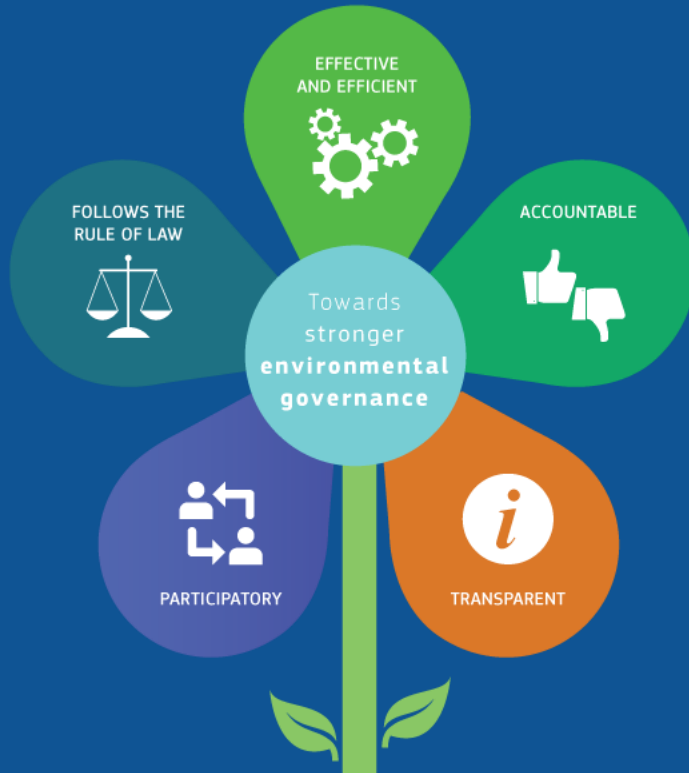 EFFECTIVE
AND EFFICIENT
FOLLOWS THE
RULE OF LAW
ACCOUNTABLE
Towards
stronger
environmental
governance
PARTICIPATORY
i
TRANSPARENT